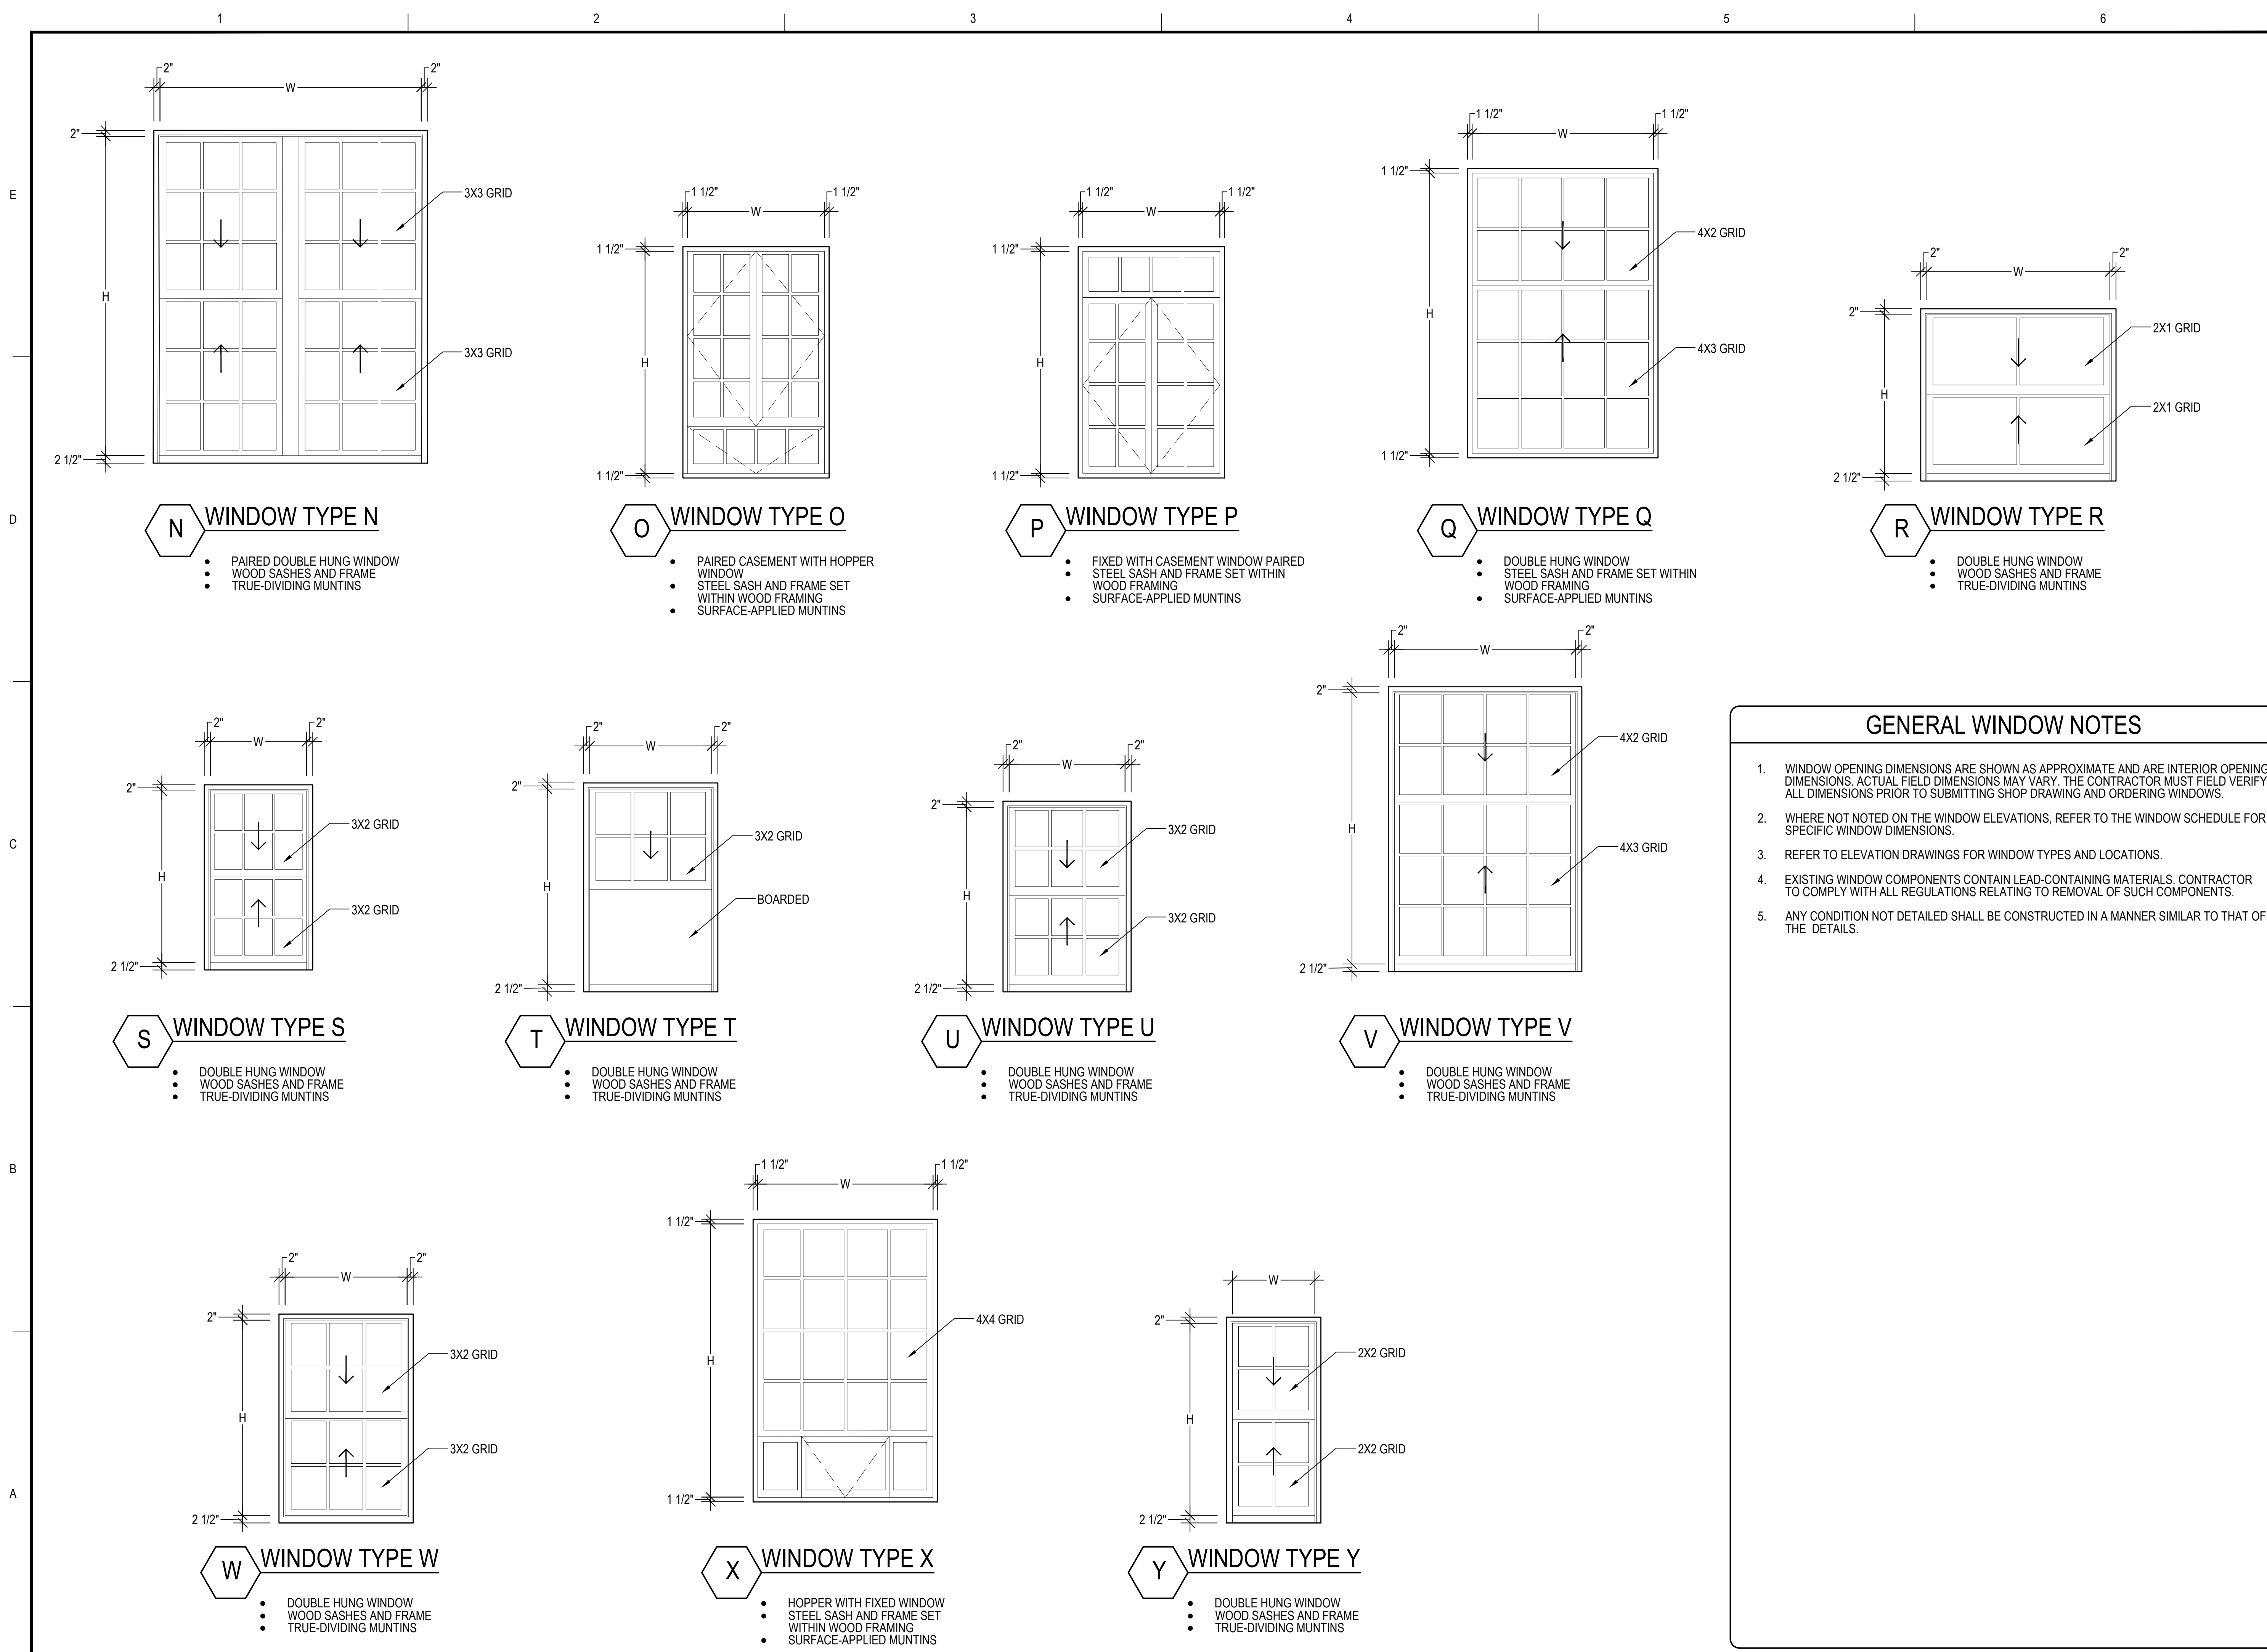 1 2 3 4 5 6
E
D
C
B
A
2" W 2"
2"
H
2 1/2"
3X3 GRID
3X3 GRID
N WINDOW TYPE N
• PAIRED DOUBLE HUNG WINDOW
• WOOD SASHES AND FRAME
• TRUE-DIVIDING MUNTINS
1 1/2" W 1 1/2"
1 1/2"
H
1 1/2"
O WINDOW TYPE O
• PAIRED CASEMENT WITH HOPPER
WINDOW
• STEEL SASH AND FRAME SET
WITHIN WOOD FRAMING
• SURFACE-APPLIED MUNTINS
1 1/2" W 1 1/2"
1 1/2"
H
1 1/2"
P WINDOW TYPE P
• FIXED WITH CASEMENT WINDOW PAIRED
• STEEL SASH AND FRAME SET WITHIN
WOOD FRAMING
• SURFACE-APPLIED MUNTINS
1 1/2" W 1 1/2"
1 1/2"
H
1 1/2"
4X2 GRID
4X3 GRID
Q WINDOW TYPE Q
• DOUBLE HUNG WINDOW
• STEEL SASH AND FRAME SET WITHIN
WOOD FRAMING
• SURFACE-APPLIED MUNTINS
2" W 2"
2"
H
2 1/2"
2X1 GRID
2X1 GRID
R WINDOW TYPE R
• DOUBLE HUNG WINDOW
• WOOD SASHES AND FRAME
• TRUE-DIVIDING MUNTINS
2" W 2"
2"
H
2 1/2"
3X2 GRID
3X2 GRID
S WINDOW TYPE S
• DOUBLE HUNG WINDOW
• WOOD SASHES AND FRAME
• TRUE-DIVIDING MUNTINS
2" W 2"
2"
H
2 1/2"
3X2 GRID
BOARDED
T WINDOW TYPE T
• DOUBLE HUNG WINDOW
• WOOD SASHES AND FRAME
• TRUE-DIVIDING MUNTINS
2" W 2"
2"
H
2 1/2"
3X2 GRID
3X2 GRID
U WINDOW TYPE U
• DOUBLE HUNG WINDOW
• WOOD SASHES AND FRAME
• TRUE-DIVIDING MUNTINS
2" W 2"
2"
H
2 1/2"
4X2 GRID
4X3 GRID
V WINDOW TYPE V
• DOUBLE HUNG WINDOW
• WOOD SASHES AND FRAME
• TRUE-DIVIDING MUNTINS
GENERAL WINDOW NOTES
1. WINDOW OPENING DIMENSIONS ARE SHOWN AS APPROXIMATE AND ARE INTERIOR OPENING
DIMENSIONS. ACTUAL FIELD DIMENSIONS MAY VARY. THE CONTRACTOR MUST FIELD VERIFY
ALL DIMENSIONS PRIOR TO SUBMITTING SHOP DRAWING AND ORDERING WINDOWS.
2. WHERE NOT NOTED ON THE WINDOW ELEVATIONS, REFER TO THE WINDOW SCHEDULE FOR
SPECIFIC WINDOW DIMENSIONS.
3. REFER TO ELEVATION DRAWINGS FOR WINDOW TYPES AND LOCATIONS.
4. EXISTING WINDOW COMPONENTS CONTAIN LEAD-CONTAINING MATERIALS. CONTRACTOR
TO COMPLY WITH ALL REGULATIONS RELATING TO REMOVAL OF SUCH COMPONENTS.
5. ANY CONDITION NOT DETAILED SHALL BE CONSTRUCTED IN A MANNER SIMILAR TO THAT OF
THE DETAILS.
2" W 2"
2"
H
2 1/2"
3X2 GRID
3X2 GRID
W WINDOW TYPE W
• DOUBLE HUNG WINDOW
• WOOD SASHES AND FRAME
• TRUE-DIVIDING MUNTINS
1 1/2" W 1 1/2"
1 1/2"
H
1 1/2"
4X4 GRID
X WINDOW TYPE X
• HOPPER WITH FIXED WINDOW
• STEEL SASH AND FRAME SET
WITHIN WOOD FRAMING
• SURFACE-APPLIED MUNTINS
W
2"
H
2 1/2"
2X2 GRID
2X2 GRID
Y WINDOW TYPE Y
• DOUBLE HUNG WINDOW
• WOOD SASHES AND FRAME
• TRUE-DIVIDING MUNTINS